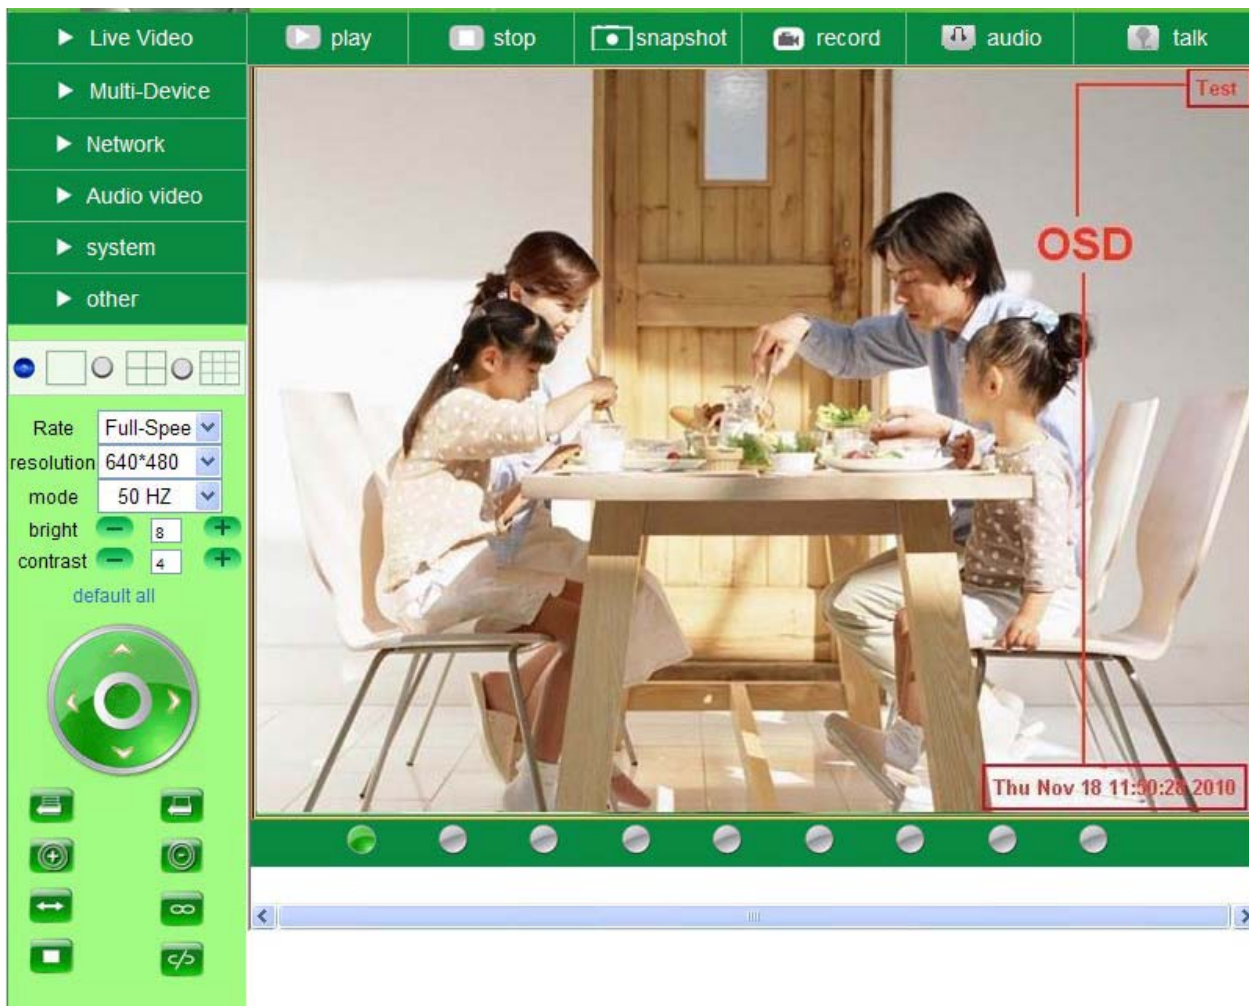 Live Video
play
stop
snapshot
record
audio
talk
Multi-Device
Network
Audio video
system
other
Test
OSD
Rate Full-Spee
resolution 640*480
mode 50 HZ
bright 8
contrast 4
default all
Thu Nov 18 11:50:28 2010